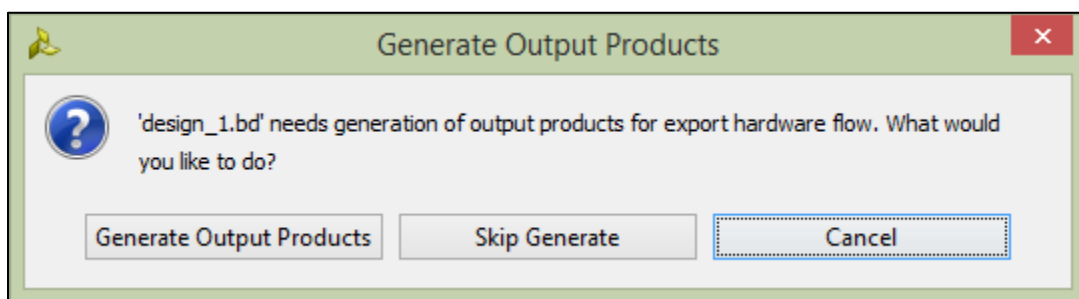 Generate Output Products
'design_1.bd' needs generation of output products for export hardware flow. What would
you like to do?
Generate Output Products
Skip Generate
Cancel